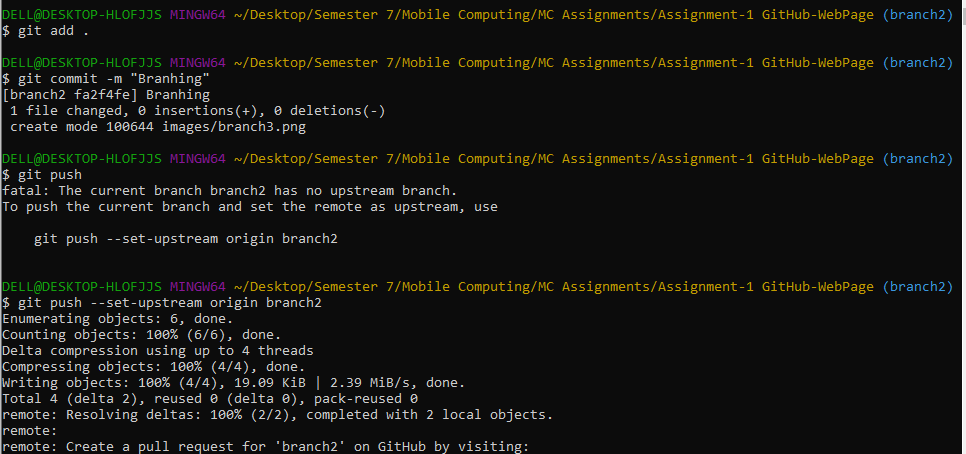 DELL@DESKTOP-HLOFJJS MINGW64 ~/Desktop/Semester 7/Mobile Computing/MC Assignments/Assignment-1 GitHub-WebPage (branch2)
$ git add .
DELL@DESKTOP-HLOFJJS MINGW64 ~/Desktop/Semester 7/Mobile Computing/MC Assignments/Assignment-1 GitHub-WebPage (branch2)
$ git commit -m "Branhing"
[branch2 fa2f4fe] Branhing
 1 file changed, 0 insertions(+), 0 deletions(-)
 create mode 100644 images/branch3.png
DELL@DESKTOP-HLOFJJS MINGW64 ~/Desktop/Semester 7/Mobile Computing/MC Assignments/Assignment-1 GitHub-WebPage (branch2)
$ git push
fatal: The current branch branch2 has no upstream branch.
To push the current branch and set the remote as upstream, use
    git push --set-upstream origin branch2
DELL@DESKTOP-HLOFJJS MINGW64 ~/Desktop/Semester 7/Mobile Computing/MC Assignments/Assignment-1 GitHub-WebPage (branch2)
$ git push --set-upstream origin branch2
Enumerating objects: 6, done.
Counting objects: 100% (6/6), done.
Delta compression using up to 4 threads
Compressing objects: 100% (4/4), done.
Writing objects: 100% (4/4), 19.09 KiB | 2.39 MiB/s, done.
Total 4 (delta 2), reused 0 (delta 0), pack-reused 0
remote: Resolving deltas: 100% (2/2), completed with 2 local objects.
remote:
remote: Create a pull request for 'branch2' on GitHub by visiting: